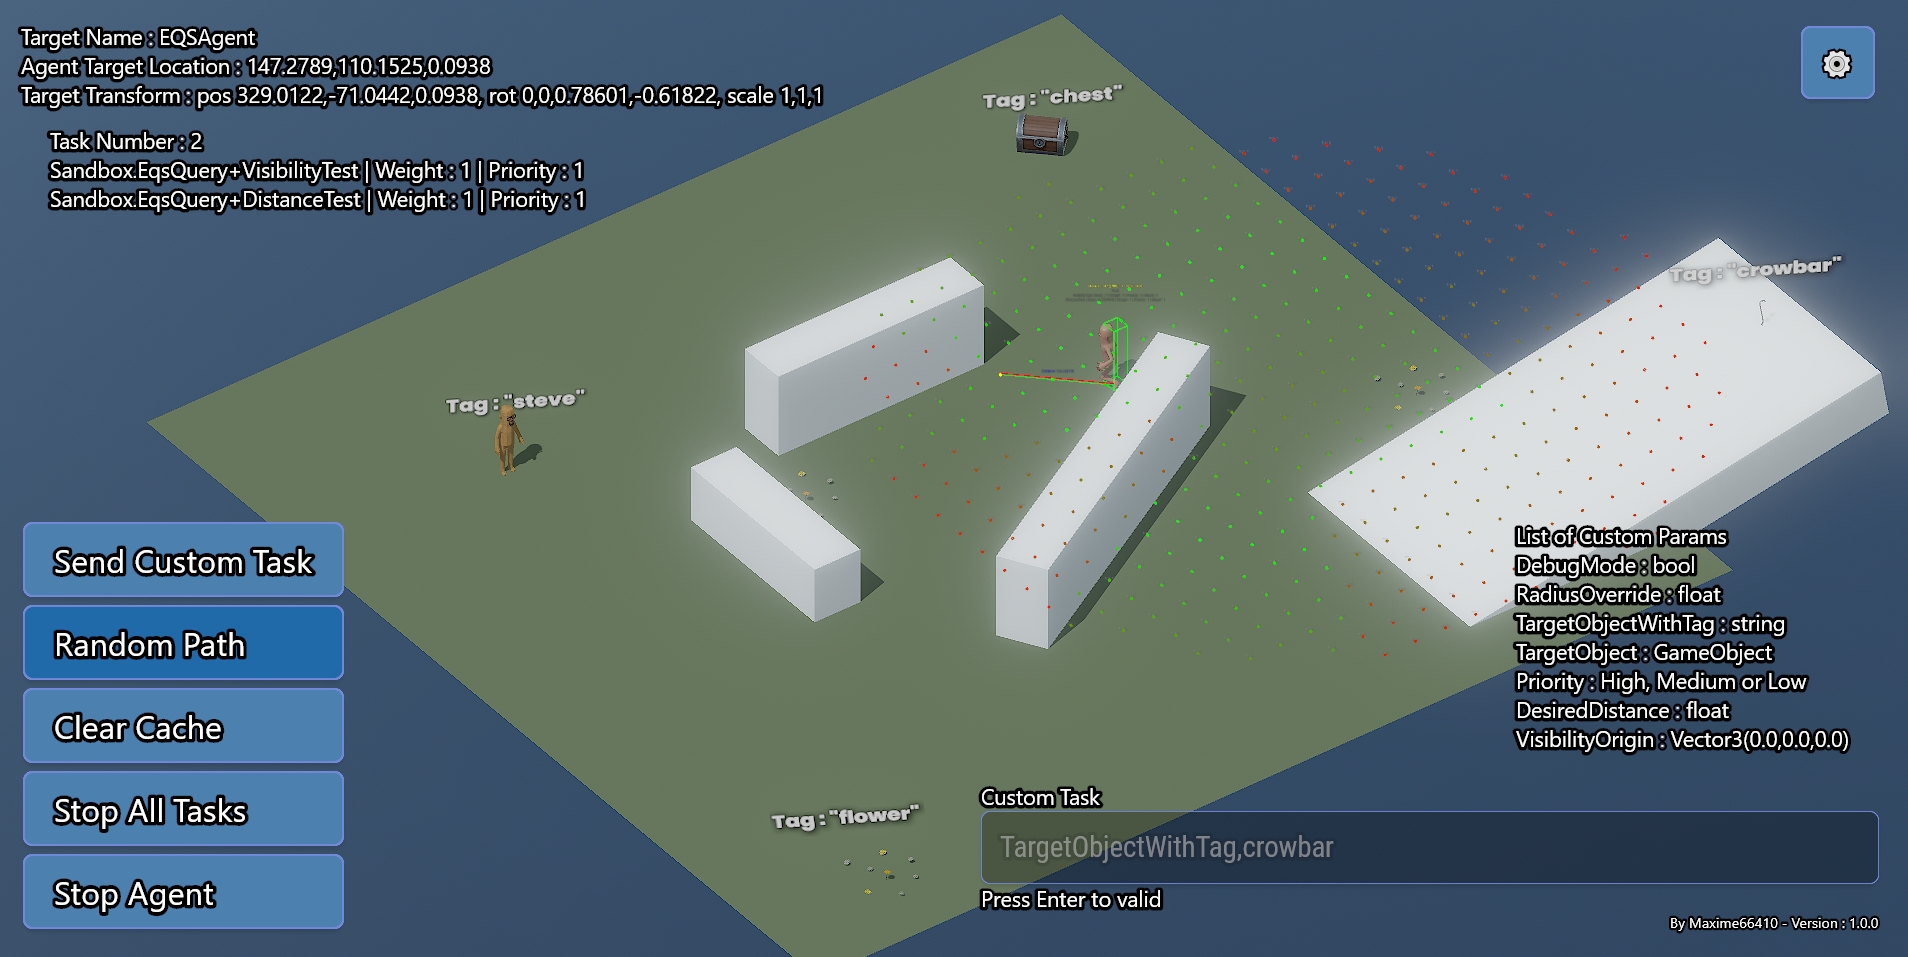 Target Name : EQSAgent
Agent Target Location : 147.2789,110.1525,0.0938
Target Transform : pos 329.0122,-71.0442,0.0938, rot 0,0,0.78601,-0.61822, scale 1,1,1
Task Number : 2
Sandbox.EqsQuery+VisibilityTest | Weight : 1 | Priority : 1
Sandbox.EqsQuery+DistanceTest | Weight : 1 | Priority : 1
Tag : "chest"
Tag : "crowbar"
Tag : "steve"
Tag : "flower"
Send Custom Task
Random Path
Clear Cache
Stop All Tasks
Stop Agent
List of Custom Params
DebugMode : bool
RadiusOverride : float
TargetObjectWithTag : string
TargetObject : GameObject
Priority : High, Medium or Low
DesiredDistance : float
VisibilityOrigin : Vector3(0.0,0.0,0.0)
Custom Task
TargetObjectWithTag,crowbar
Press Enter to valid
By Maxime66410 - Version : 1.0.0